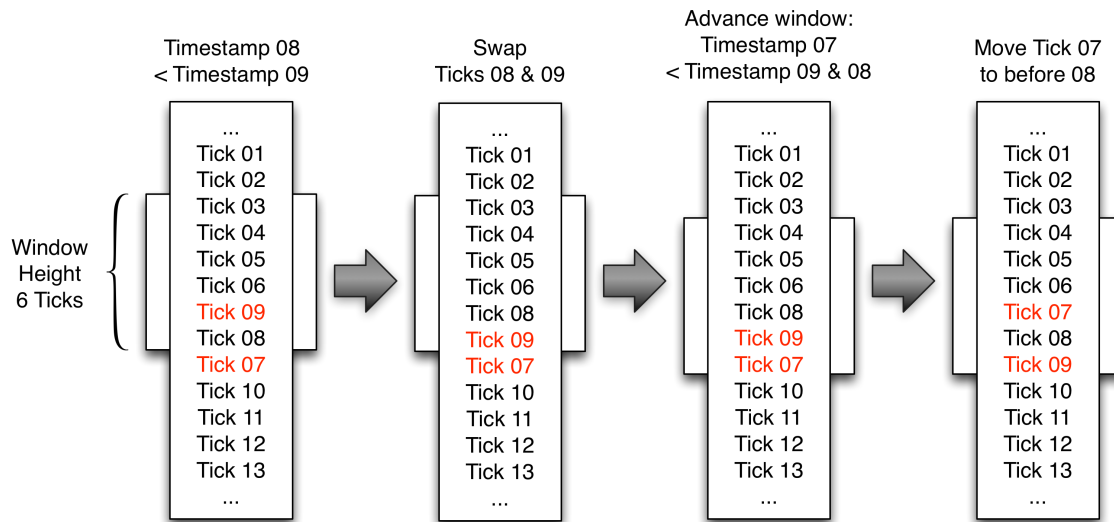 Timestamp 08
< Timestamp 09
Swap
Ticks 08 & 09
Advance window:
Timestamp 07
< Timestamp 09 & 08
Move Tick 07
to before 08
Window
Height
6 Ticks
...
Tick 01
Tick 02
Tick 03
Tick 04
Tick 05
Tick 06
Tick 09
Tick 08
Tick 07
Tick 10
Tick 11
Tick 12
Tick 13
...
...
Tick 01
Tick 02
Tick 03
Tick 04
Tick 05
Tick 06
Tick 08
Tick 09
Tick 07
Tick 10
Tick 11
Tick 12
Tick 13
...
...
Tick 01
Tick 02
Tick 03
Tick 04
Tick 05
Tick 06
Tick 08
Tick 09
Tick 07
Tick 10
Tick 11
Tick 12
Tick 13
...
...
Tick 01
Tick 02
Tick 03
Tick 04
Tick 05
Tick 06
Tick 07
Tick 08
Tick 09
Tick 10
Tick 11
Tick 12
Tick 13
...